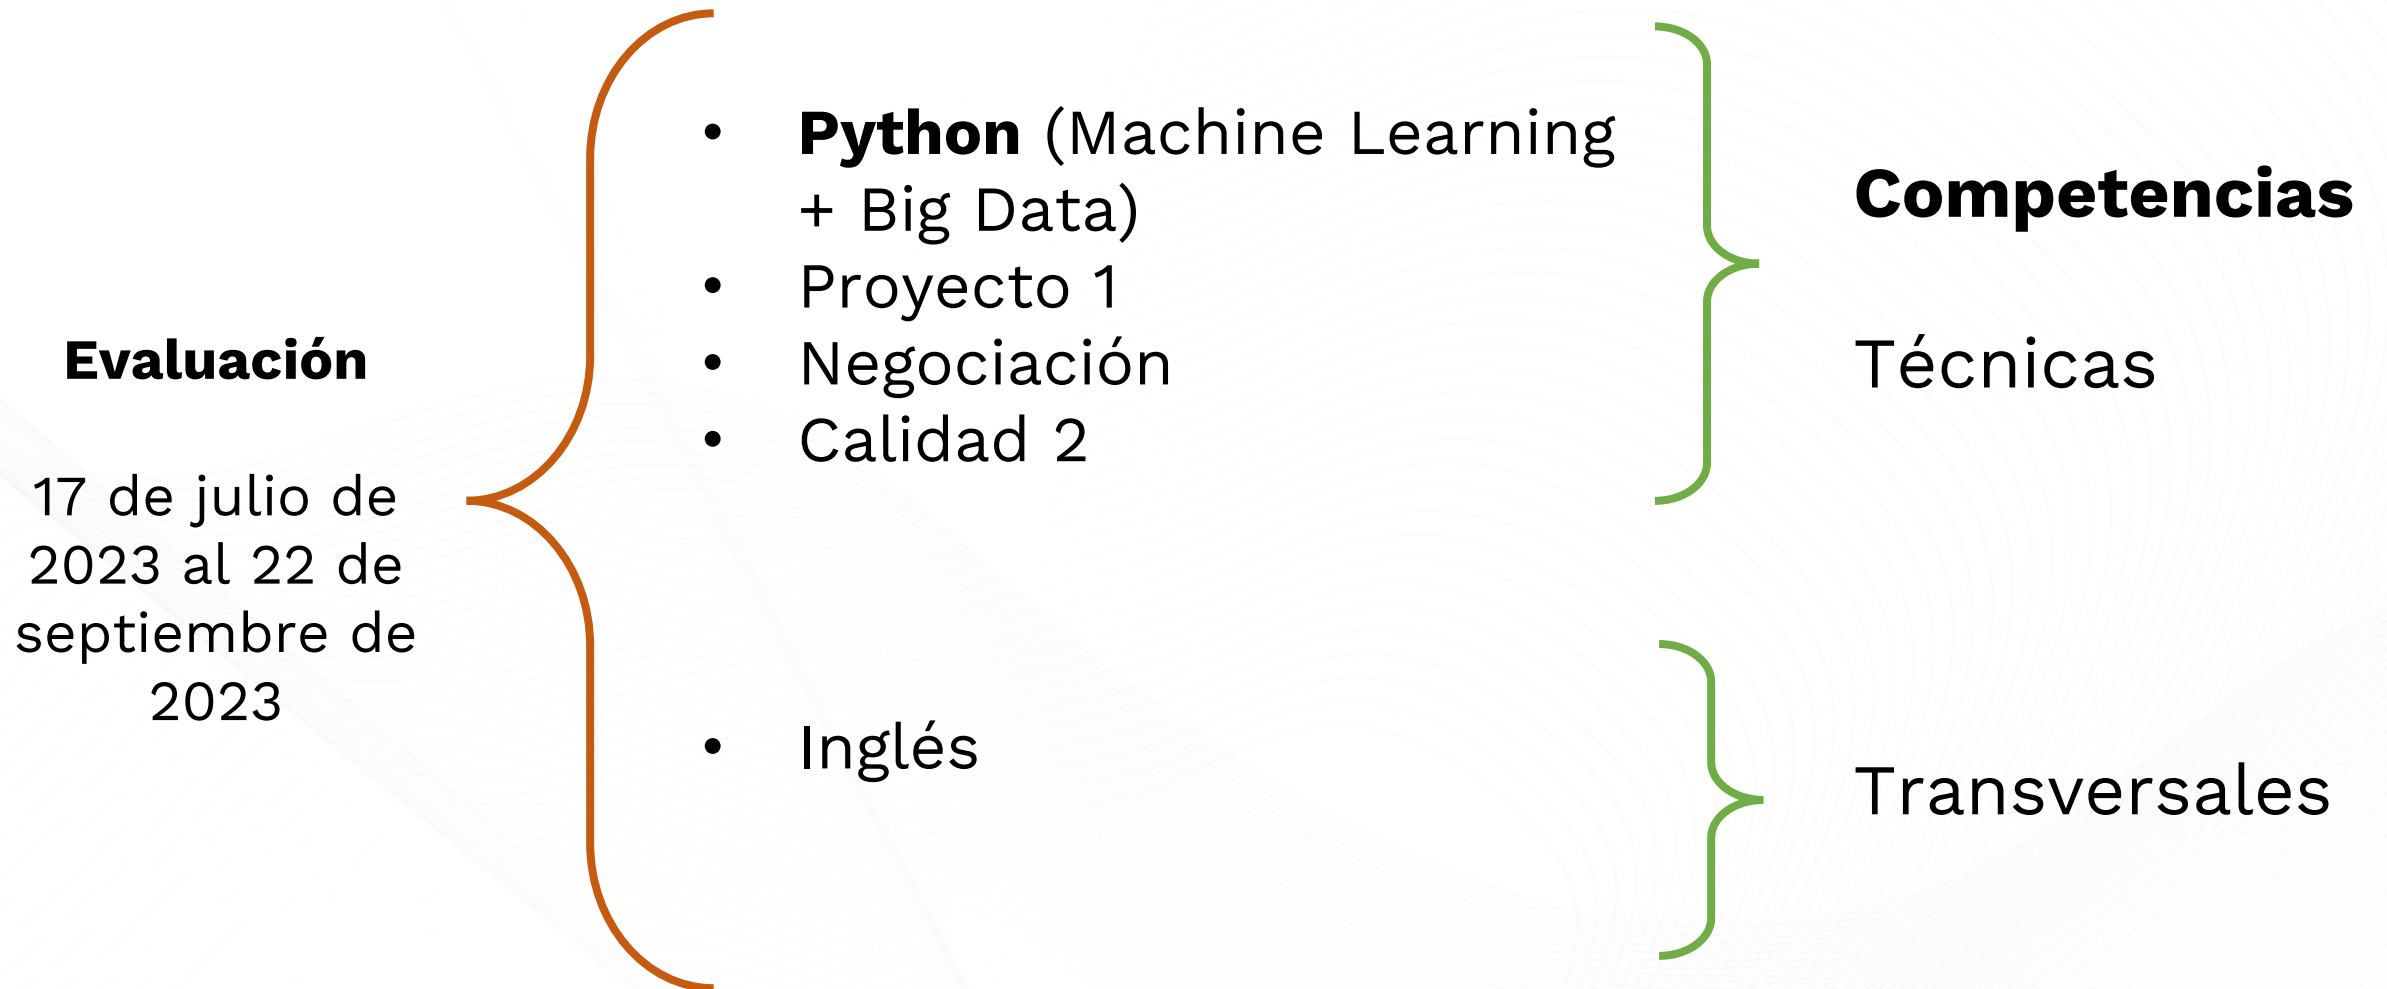 Evaluación
17 de julio de
2023 al 22 de
septiembre de
2023
• Python (Machine Learning
+ Big Data)
• Proyecto 1
• Negociación
• Calidad 2
• Inglés
Competencias
Técnicas
Transversales